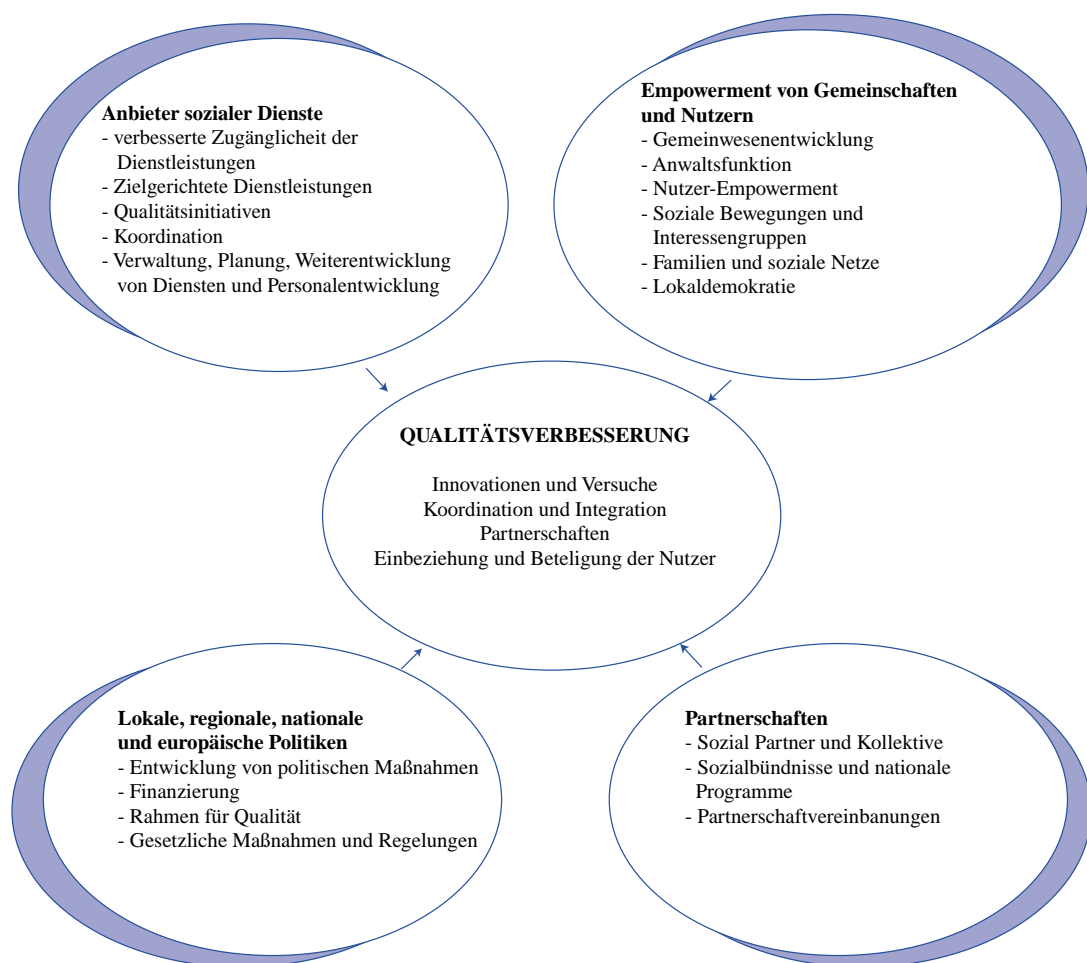 Anbieter sozialer Dienste
- verbesserte Zugänglicheit der
Dienstleistungen
- Zielgerichtete Dienstleistungen
- Qualitätsinitiativen
- Koordination
- Verwaltung, Planung, Weiterentwicklung
von Diensten und Personalentwicklung
Empowerment von Gemeinschaften
und Nutzern
- Gemeinwesenentwicklung
- Anwaltsfunktion
- Nutzer-Empowerment
- Soziale Bewegungen und
Interessengruppen
- Familien und soziale Netze
- Lokaldemokratie
QUALITÄTSVERBESSERUNG
Innovationen und Versuche
Koordination und Integration
Partnerschaften
Einbeziehung und Beteligung der Nutzer
Lokale, regionale, nationale
und europäische Politiken
- Entwicklung von politischen Maßnahmen
- Finanzierung
- Rahmen für Qualität
- Gesetzliche Maßnahmen und Regelungen
Partnerschaften
- Sozial Partner und Kollektive
- Sozialbündnisse und nationale
Programme
- Partnerschaftvereinbanungen